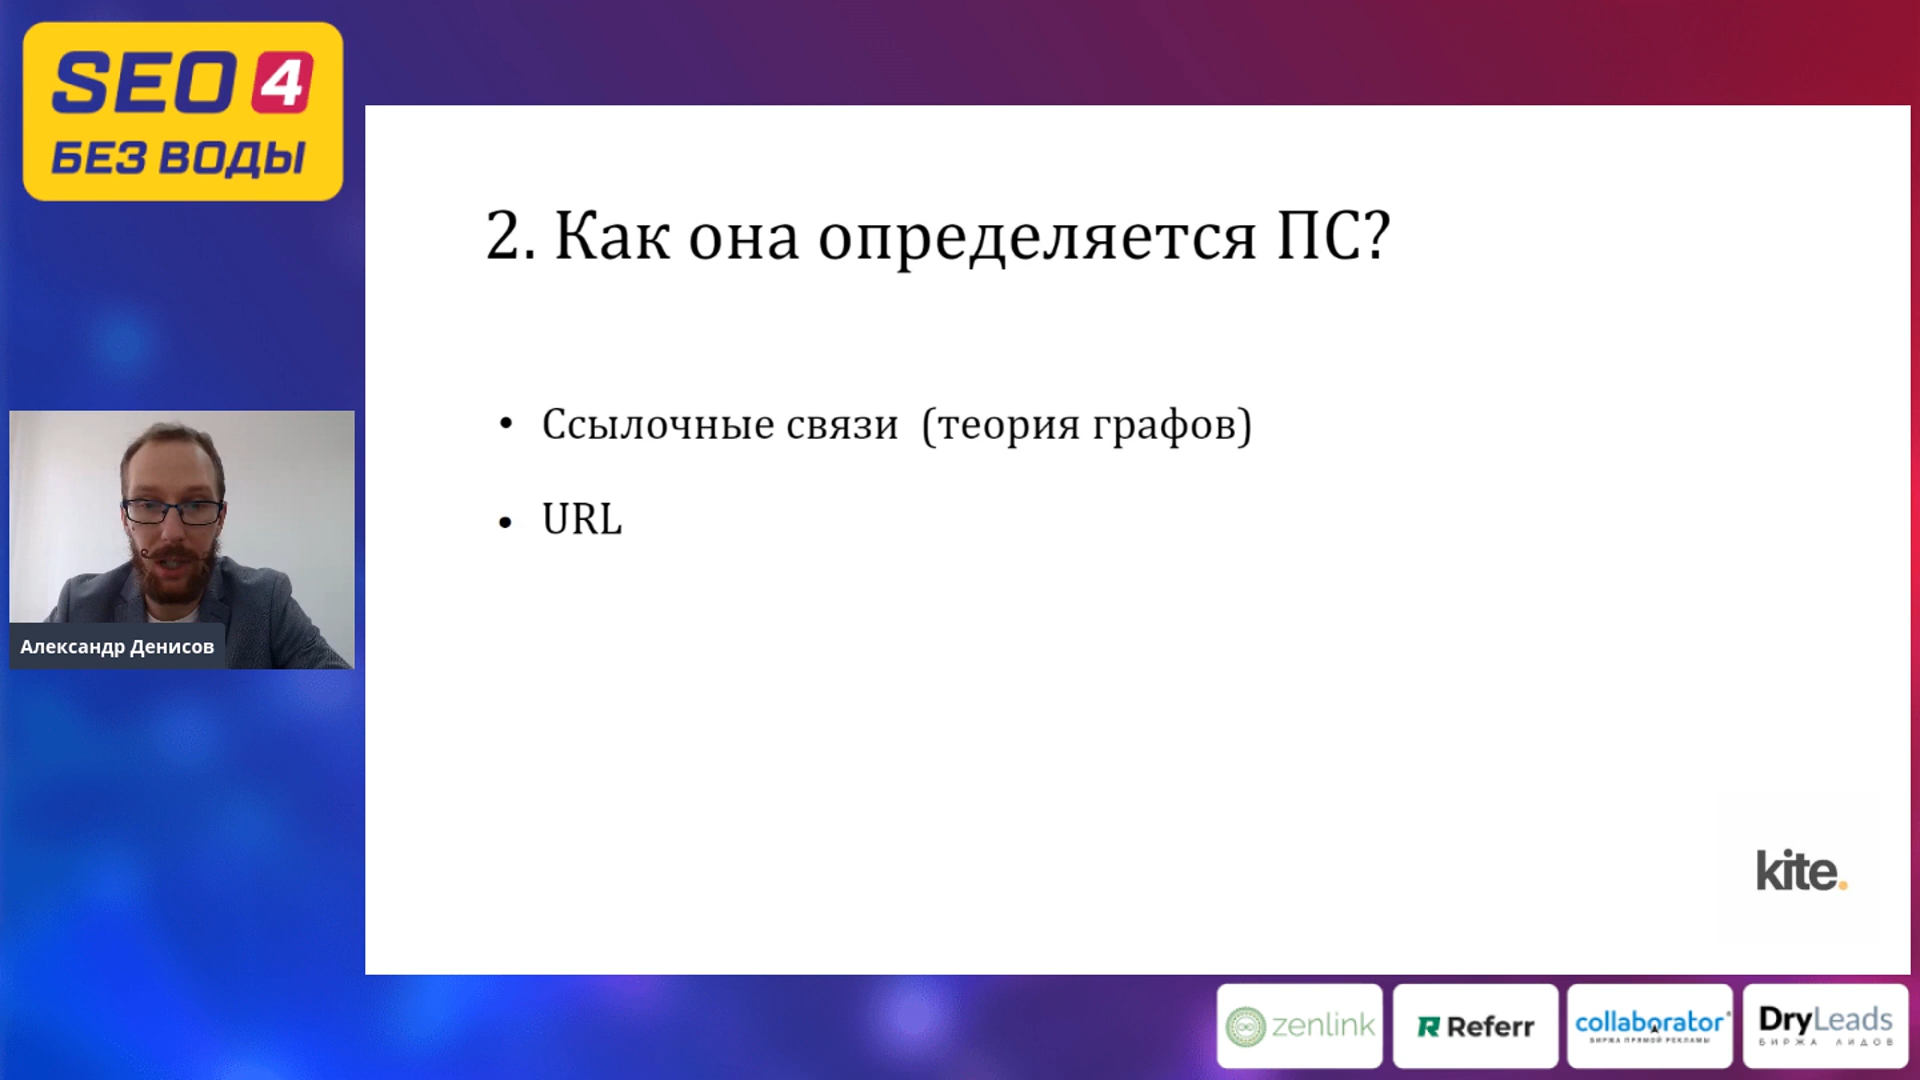 SEO 4
БЕЗ ВОДЫ
2. Как она определяется ПС?
• Ссылочные связи (теория графов)
• URL
Александр Денисов
kite.
zenlink
Referr
collaborator
БИРЖА ПРЯМОЙ РЕКЛАМЫ
DryLeads
БИРЖА ЛИДОВ